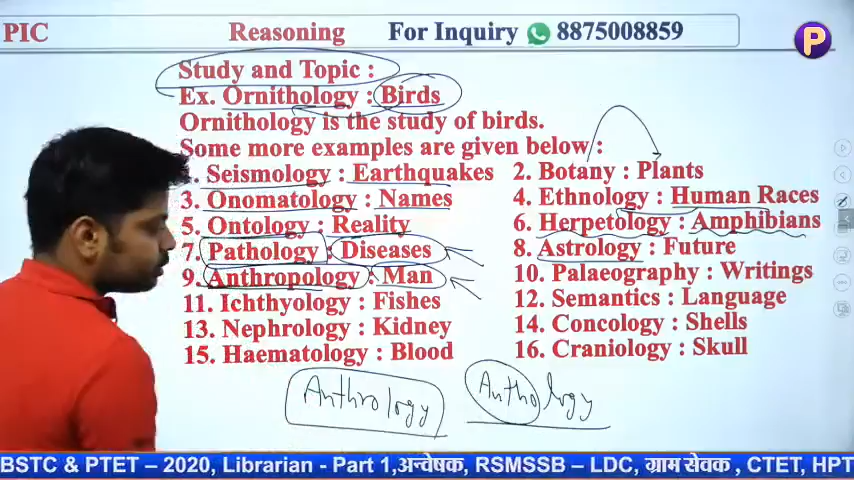 PIC Reasoning For Inquiry 8875008859
P
Study and Topic :
Ex. Ornithology : Birds
Ornithology is the study of birds.
Some more examples are given below :
. Seismology : Earthquakes 2. Botany : Plants
3. Onomatology : Names 4. Ethnology : Human Races
5. Ontology : Reality 6. Herpetology : Amphibians
7. Pathology : Diseases 8. Astrology : Future
9. Anthropology : Man 10. Palaeography : Writings
11. Ichthyology : Fishes 12. Semantics : Language
13. Nephrology : Kidney 14. Concology : Shells
15. Haematology : Blood 16. Craniology : Skull
Anthrology Anthology
BSTC & PTET – 2020, Librarian - Part 1,अन्वेषक, RSMSSB – LDC, ग्राम सेवक , CTET, HPT